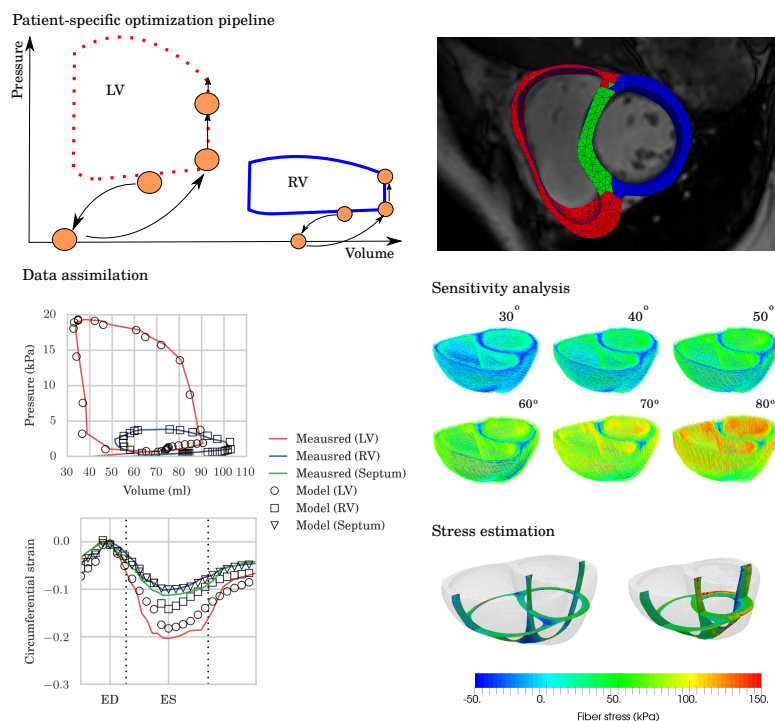 Patient-specific optimization pipeline
Pressure
LV
RV
Volume
Data assimilation
20
15
10
5
0
Pressure (kPa)
30 40 50 60 70 80 90 100 110
Volume (ml)
Meausred (LV)
Meausred (RV)
Meausred (Septum)
Model (LV)
Model (RV)
Model (Septum)
0.0
−0.1
−0.2
−0.3
Circumferential strain
ED ES
Sensitivity analysis
30° 40° 50°
60° 70° 80°
Stress estimation
-50. 0. 50. 100. 150.
Fiber stress (kPa)